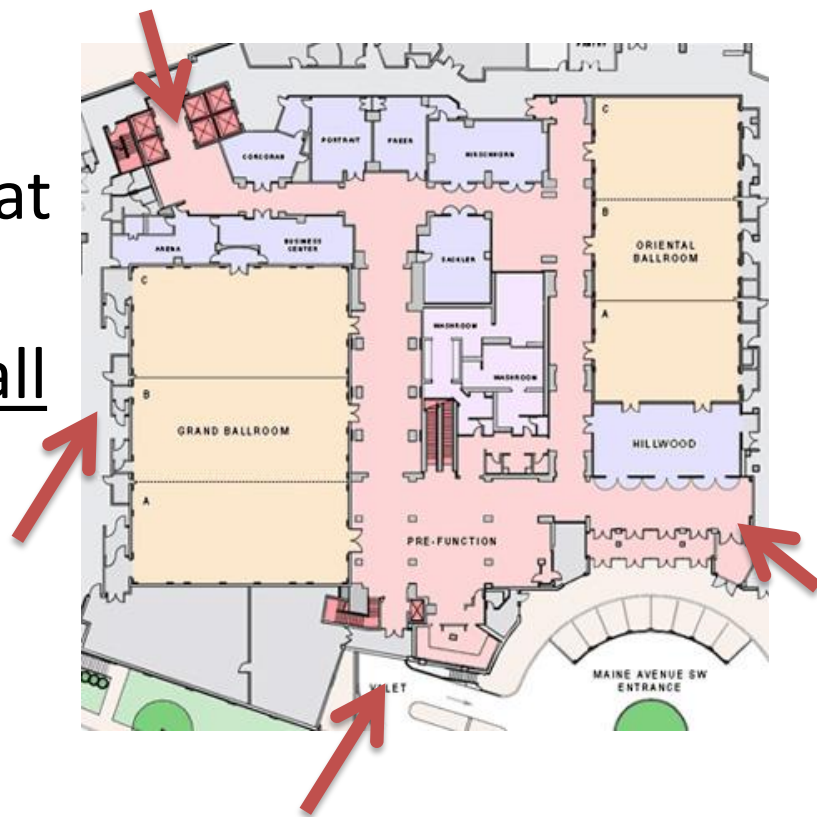 at
all
PANTRY
C
PORTRAIT
FREER
HIRSCHHORN
CORCORAN
B
ORIENTAL
BALLROOM
ARENA
BUSINESS
CENTER
SACKLER
C
A
WASHROOM
WASHROOM
B
GRAND BALLROOM
HILLWOOD
A
PRE-FUNCTION
MAINE AVENUE SW
ENTRANCE
VALET